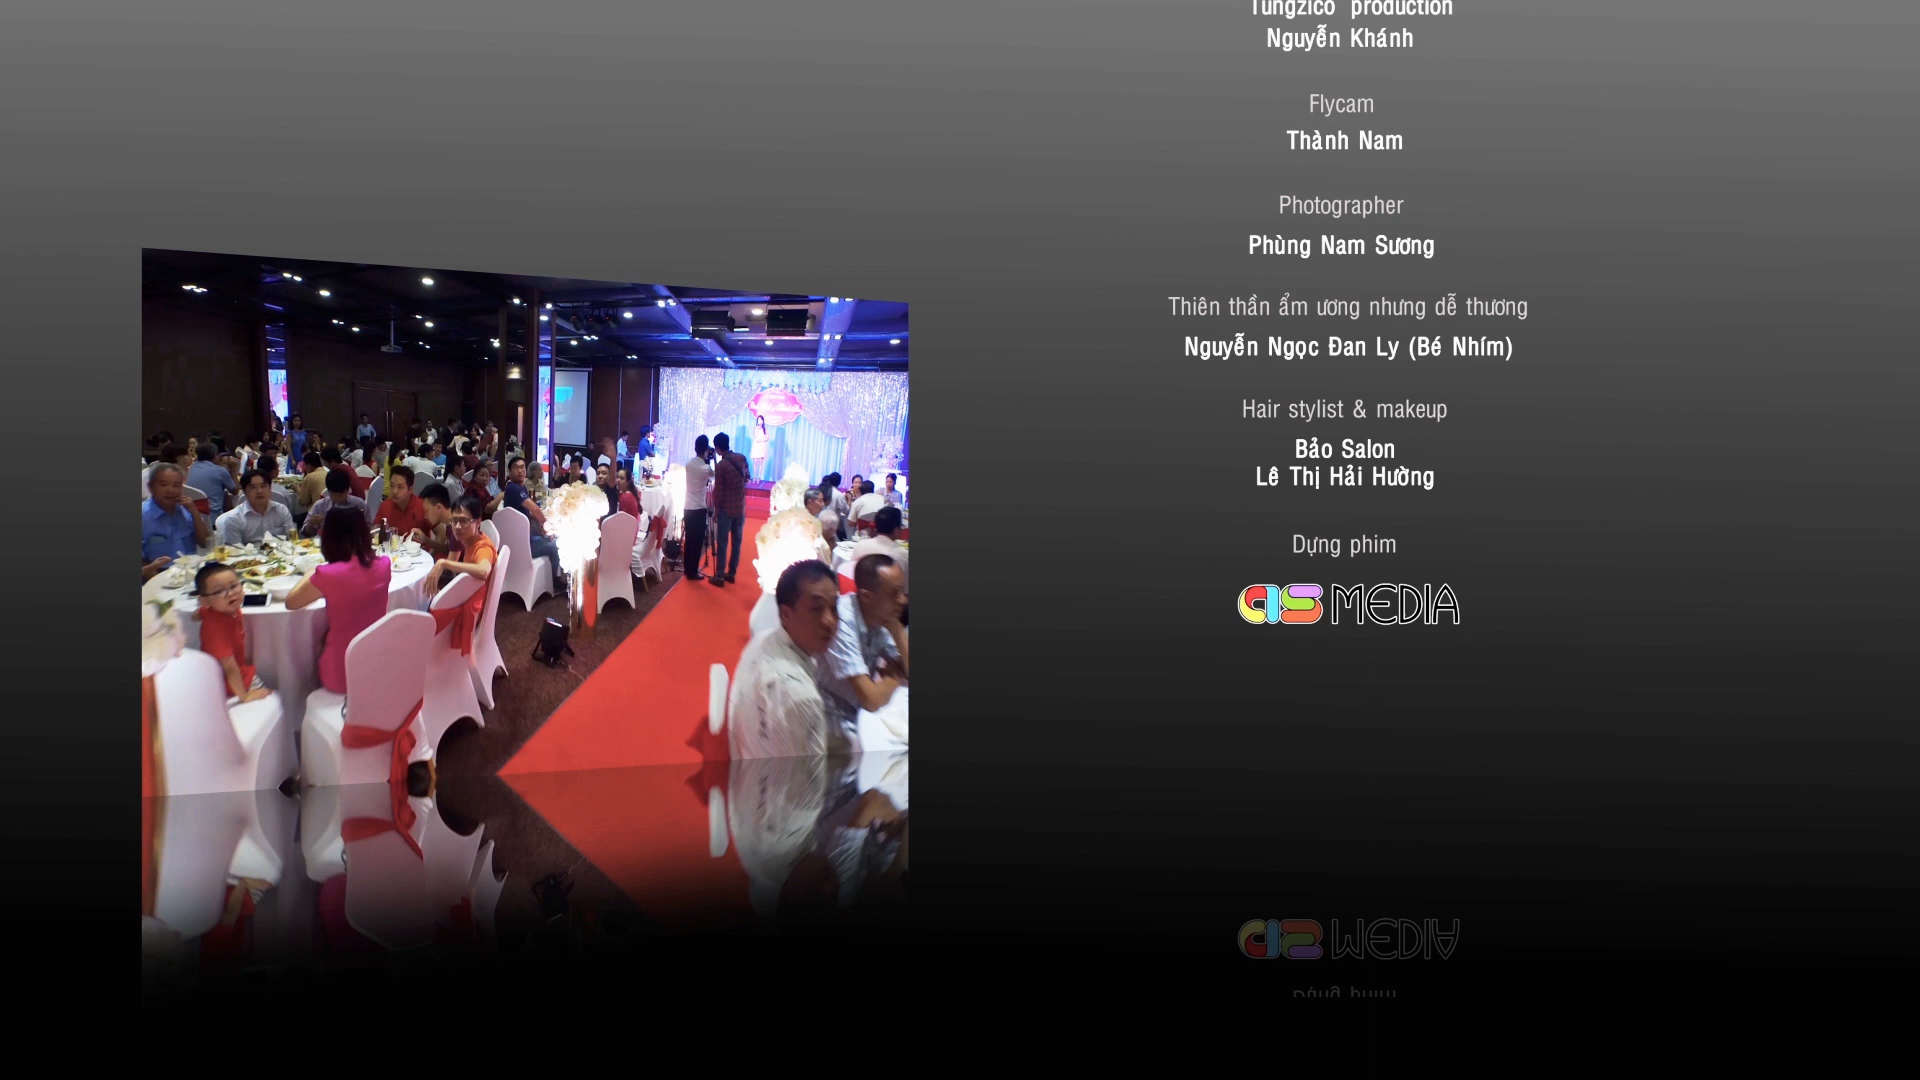 Tungzico production
Nguyễn Khánh
Flycam
Thành Nam
Photographer
Phùng Nam Sương
Thiên thần ẩm ương nhưng dễ thương
Nguyễn Ngọc Đan Ly (Bé Nhím)
Hair stylist & makeup
Bảo Salon
Lê Thị Hải Hường
Dựng phim
as MEDIA